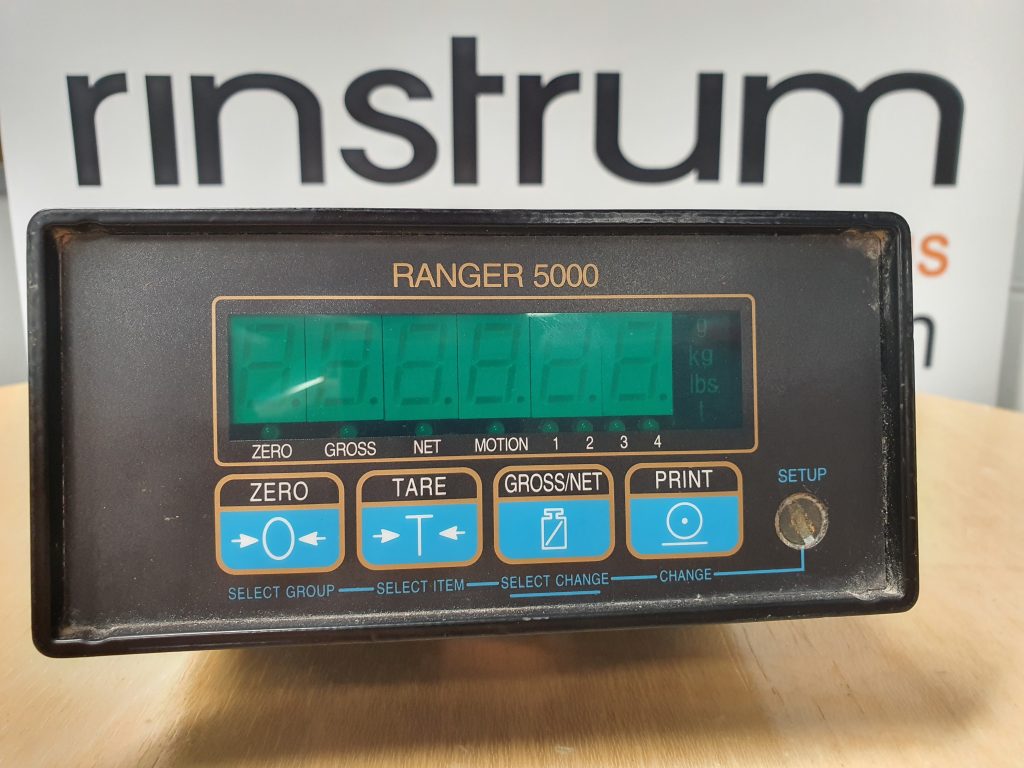 rinstrum
s
m
RANGER 5000
g
kg
lbs
t
ZERO GROSS NET MOTION 1 2 3 4
ZERO TARE GROSS/NET PRINT
SETUP
SELECT GROUP SELECT ITEM SELECT CHANGE CHANGE